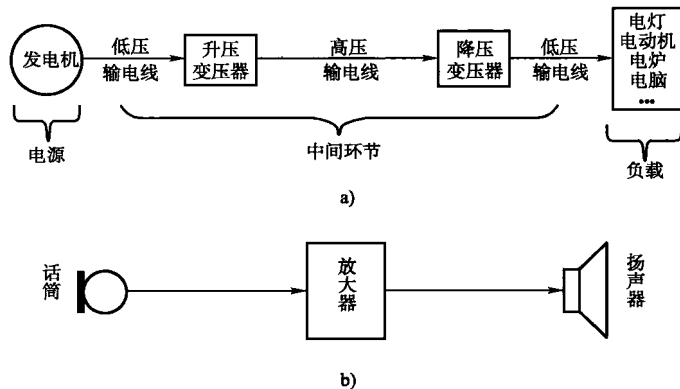 发电机
低压
输电线
升压
变压器
高压
输电线
降压
变压器
低压
输电线
电灯
电动机
电炉
电脑
...
电源
中间环节
负载
a)
话筒
放大器
扬声器
b)